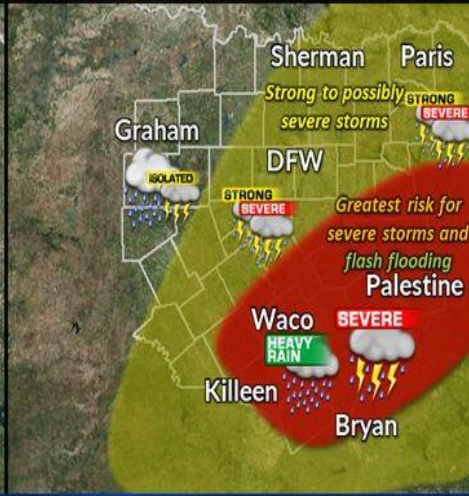 Sherman
Paris
Strong to possibly
severe storms
STRONG
SEVERE
Graham
ISOLATED
DFW
STRONG
SEVERE
Greatest risk for
severe storms and
flash flooding
Palestine
Waco
SEVERE
HEAVY
RAIN
Killeen
Bryan